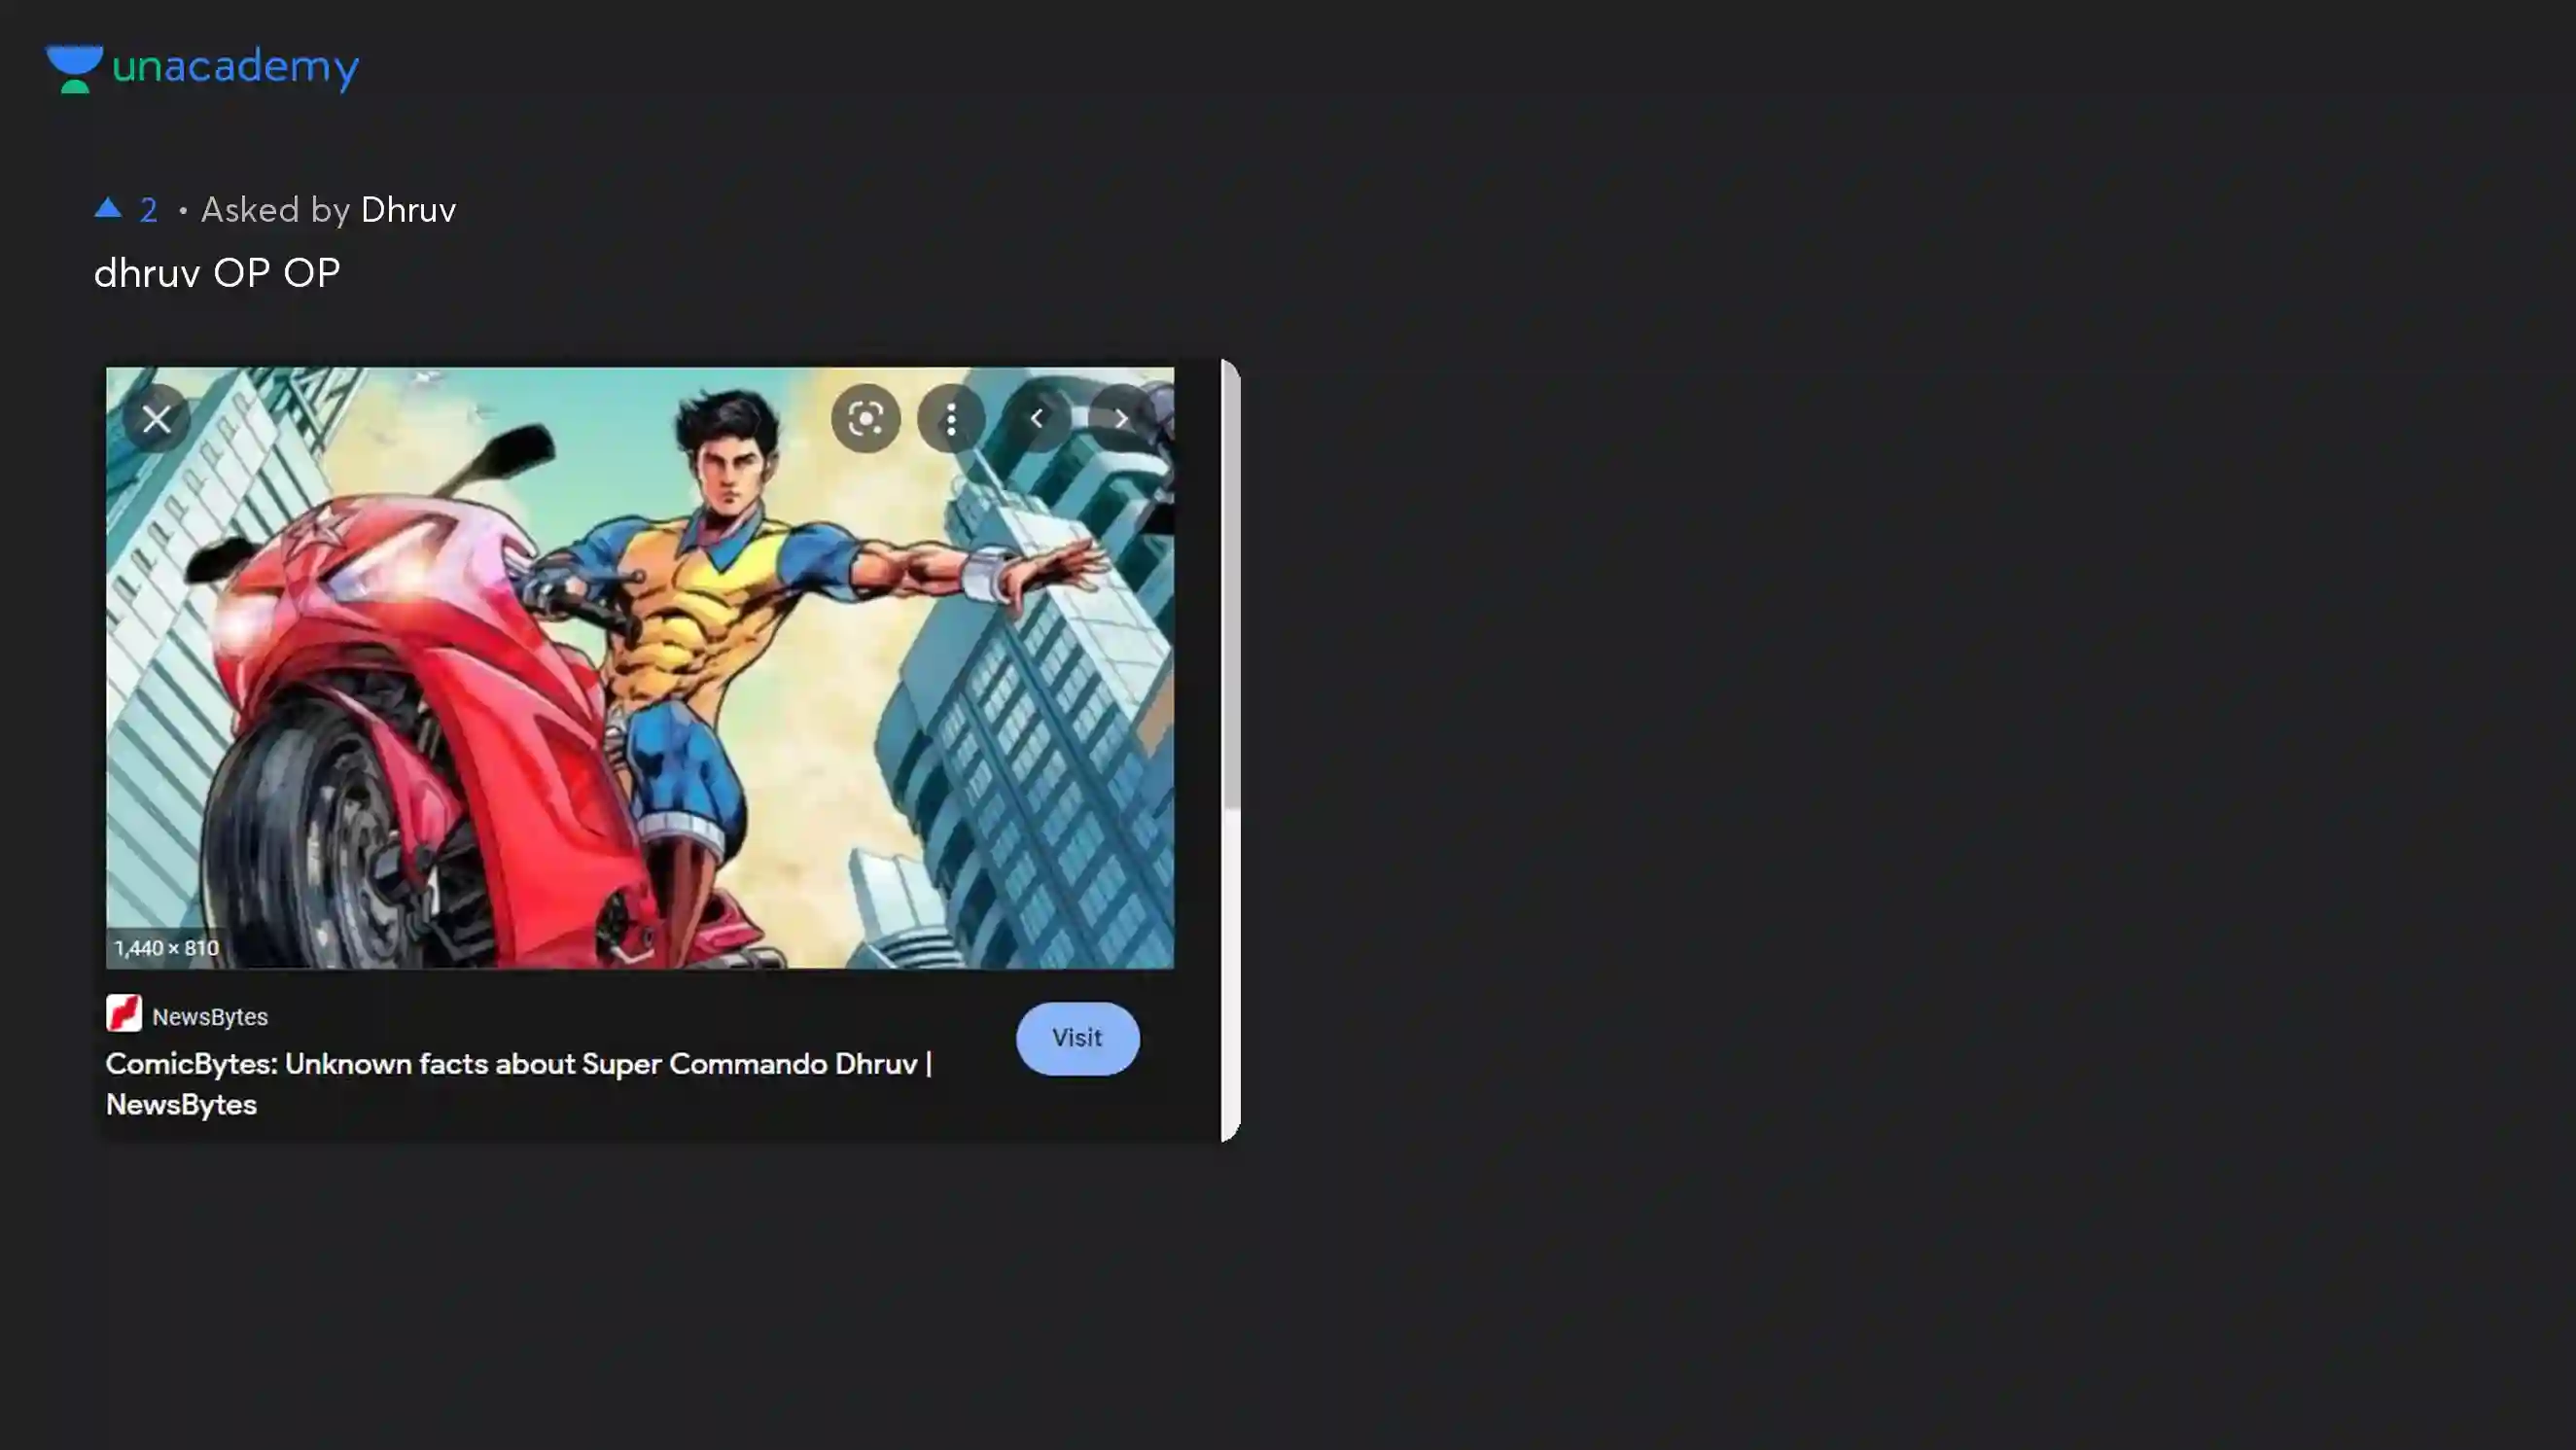 unacademy
2 • Asked by Dhruv
dhruv OP OP
1,440 × 810
NewsBytes
Visit
ComicBytes: Unknown facts about Super Commando Dhruv |
NewsBytes